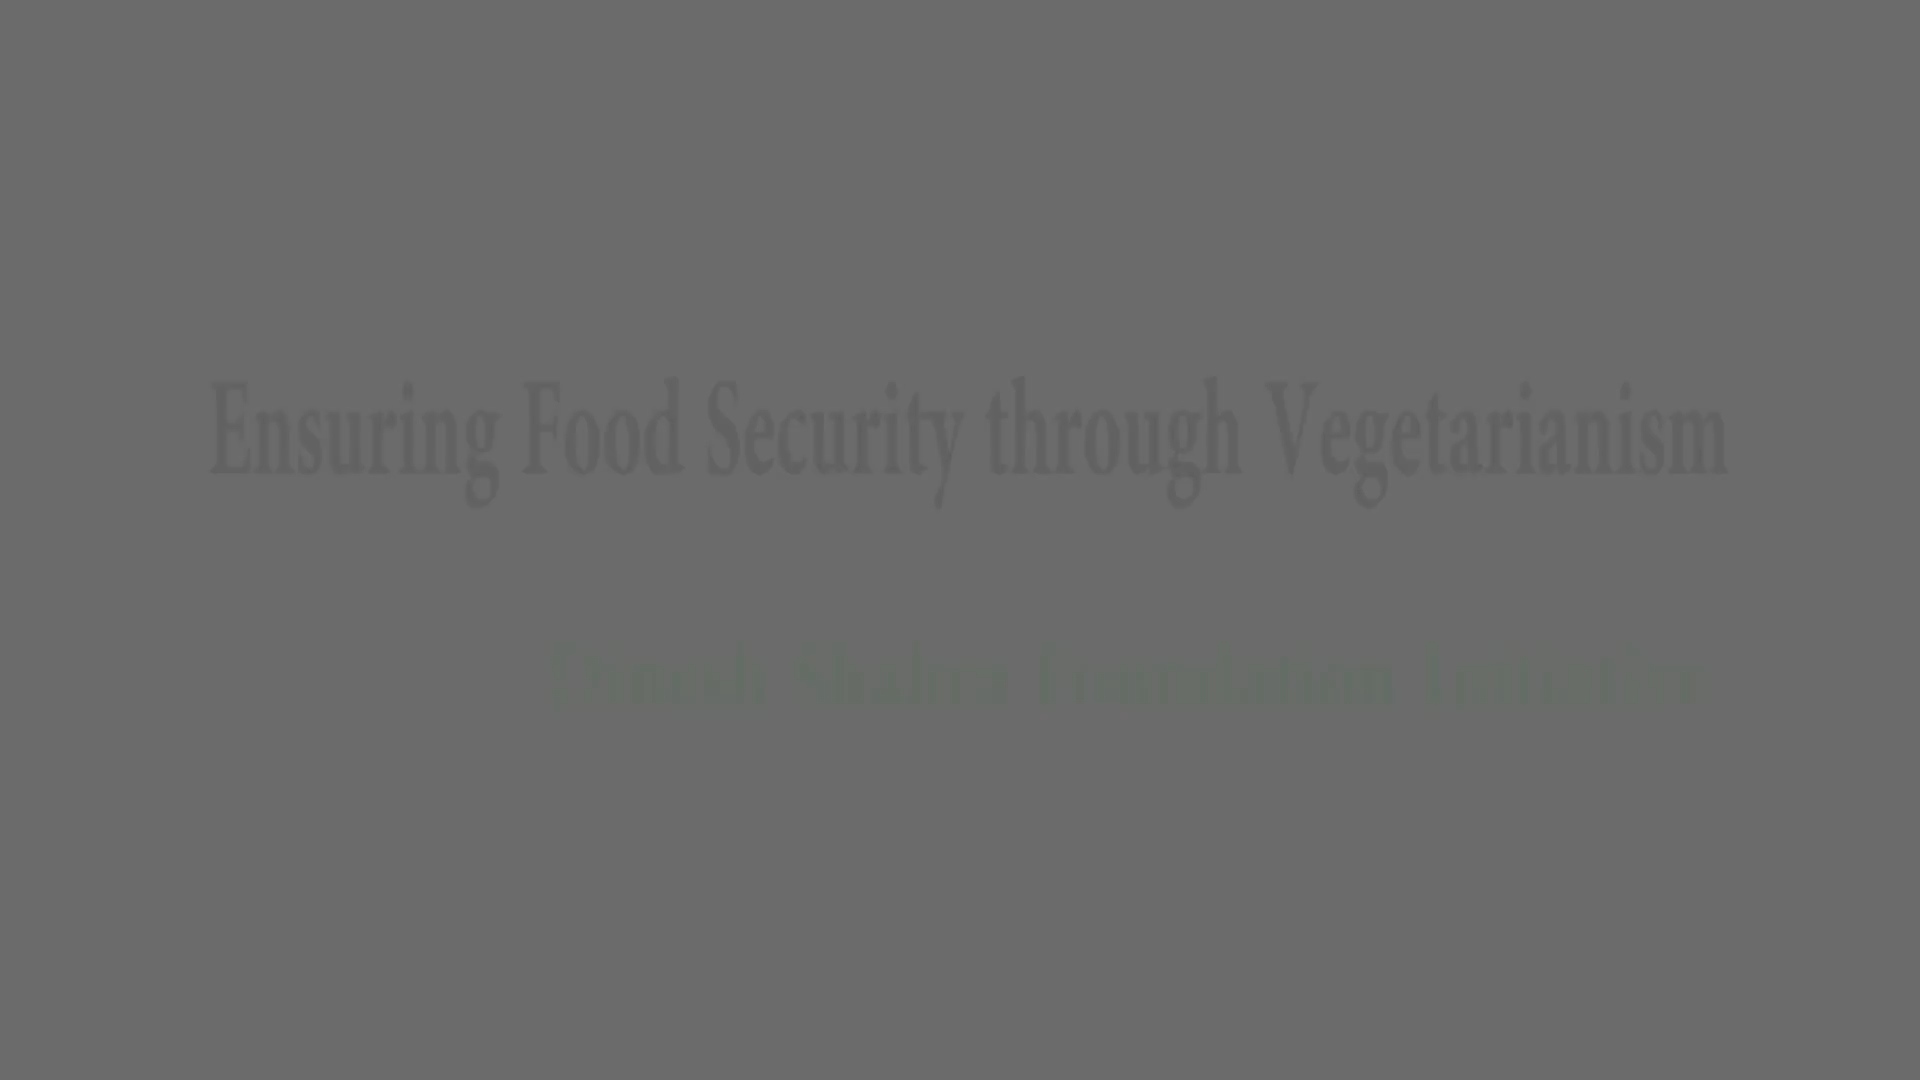 Ensuring Food Security through Vegetarianism
Dinesh Shahra Foundation Initiative